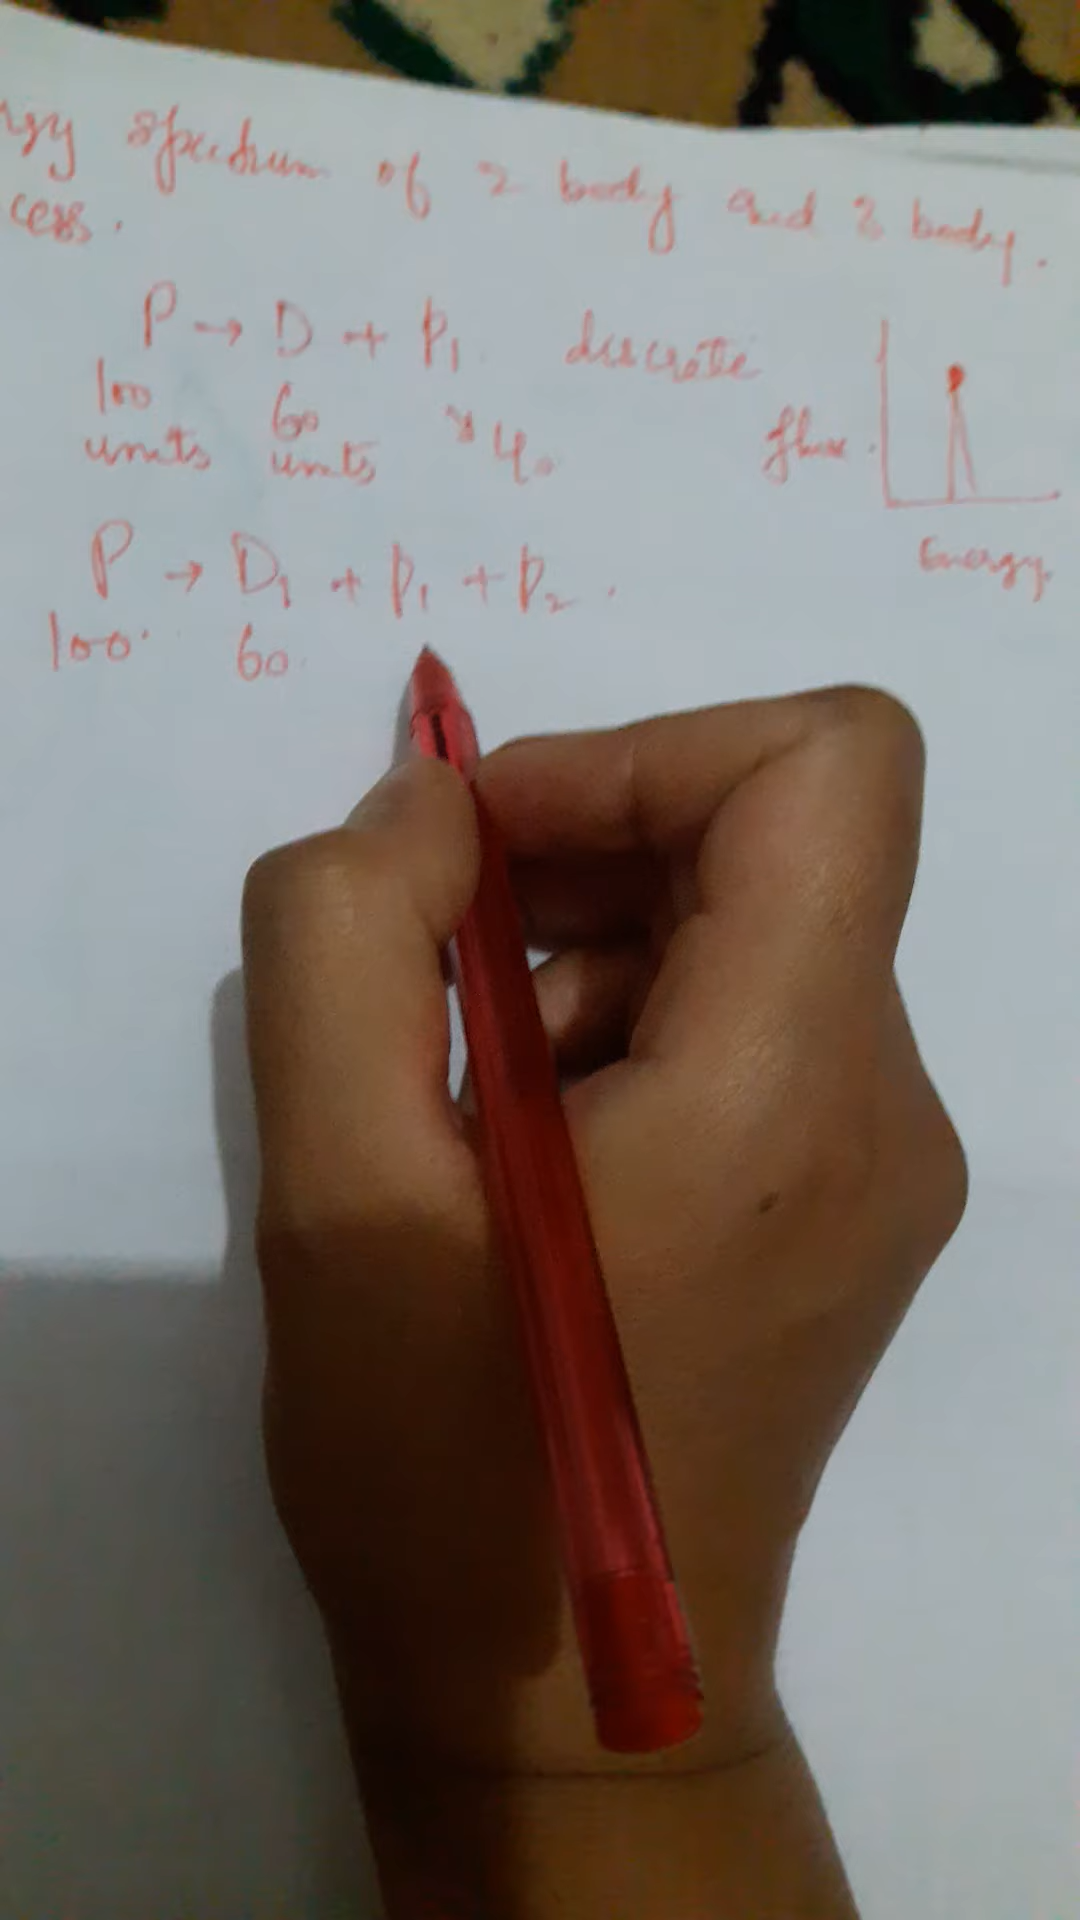 rgy spectrum of 2 body and 3 body.
cess.
P → D + P₁ discrete
100 60 40
units units
flux.
Energy.
P → D₁ + P₁ + P₂.
100 60